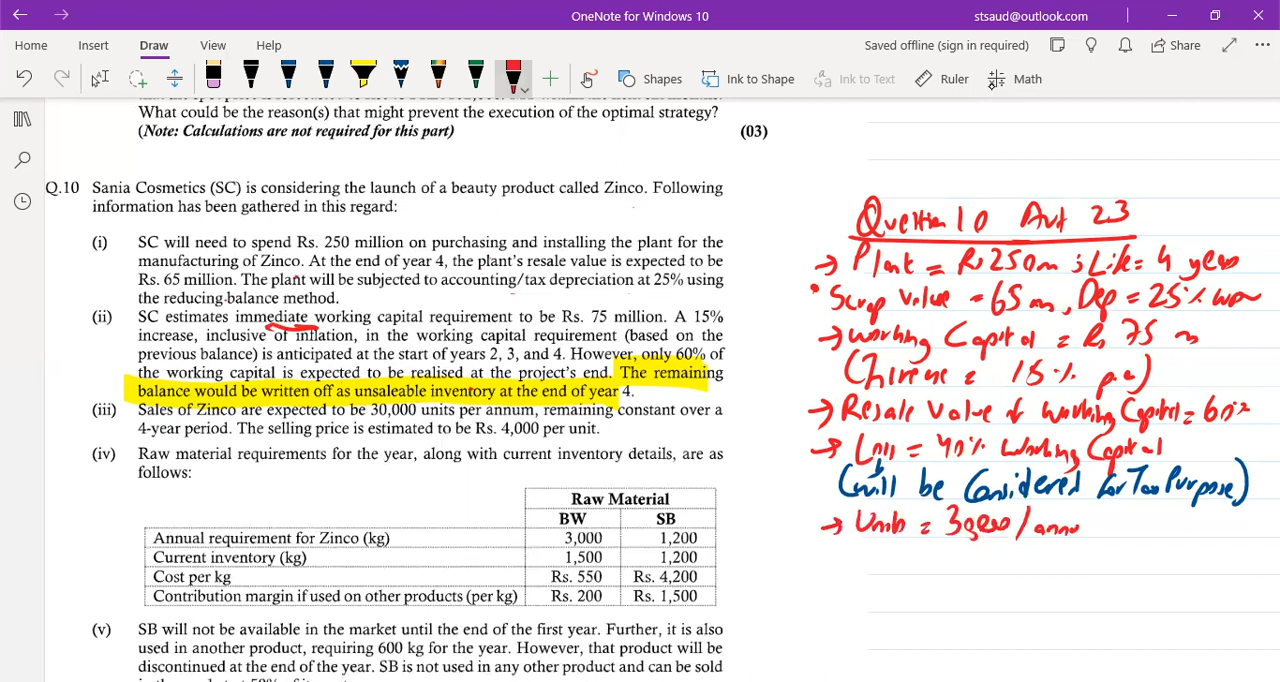 OneNote for Windows 10
stsaud@outlook.com
Home Insert Draw View Help
Saved offline (sign in required) Share
Shapes Ink to Shape Ink to Text Ruler Math
What could be the reason(s) that might prevent the execution of the optimal strategy?
(Note: Calculations are not required for this part) (03)
Q.10 Sania Cosmetics (SC) is considering the launch of a beauty product called Zinco. Following
information has been gathered in this regard:
(i) SC will need to spend Rs. 250 million on purchasing and installing the plant for the
manufacturing of Zinco. At the end of year 4, the plant's resale value is expected to be
Rs. 65 million. The plant will be subjected to accounting/tax depreciation at 25% using
the reducing-balance method.
(ii) SC estimates immediate working capital requirement to be Rs. 75 million. A 15%
increase, inclusive of inflation, in the working capital requirement (based on the
previous balance) is anticipated at the start of years 2, 3, and 4. However, only 60% of
the working capital is expected to be realised at the project's end. The remaining
balance would be written off as unsaleable inventory at the end of year 4.
(iii) Sales of Zinco are expected to be 30,000 units per annum, remaining constant over a
4-year period. The selling price is estimated to be Rs. 4,000 per unit.
(iv) Raw material requirements for the year, along with current inventory details, are as
follows:
Raw Material
BW SB
Annual requirement for Zinco (kg) 3,000 1,200
Current inventory (kg) 1,500 1,200
Cost per kg Rs. 550 Rs. 4,200
Contribution margin if used on other products (per kg) Rs. 200 Rs. 1,500
(v) SB will not be available in the market until the end of the first year. Further, it is also
used in another product, requiring 600 kg for the year. However, that product will be
discontinued at the end of the year. SB is not used in any other product and can be sold
Question 10 Aut 23
→ Plant = Rs 250m ; Life = 4 years
Scrap value = 65 m, Dep = 25%
→ Working Capital = Rs 75 m
= 15% p.a)
→ Resale Value of Working Capital = 60%
→ Loss = 40% Working Capital
(will be Considered for Tax Purpose)
→ Units =